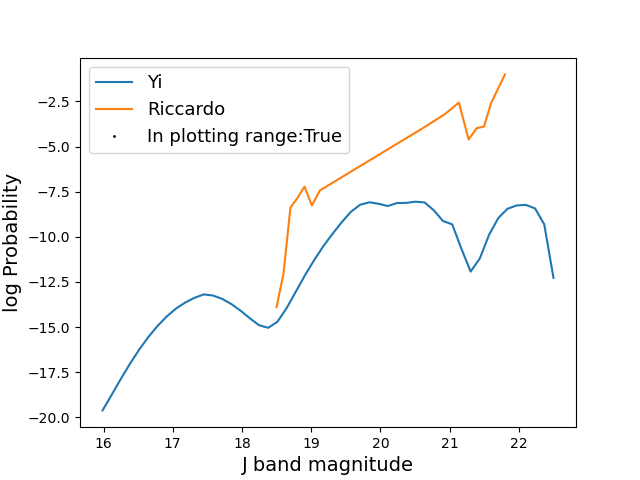 Yi
Riccardo
In plotting range:True
log Probability
−2.5
−5.0
−7.5
−10.0
−12.5
−15.0
−17.5
−20.0
16 17 18 19 20 21 22
J band magnitude